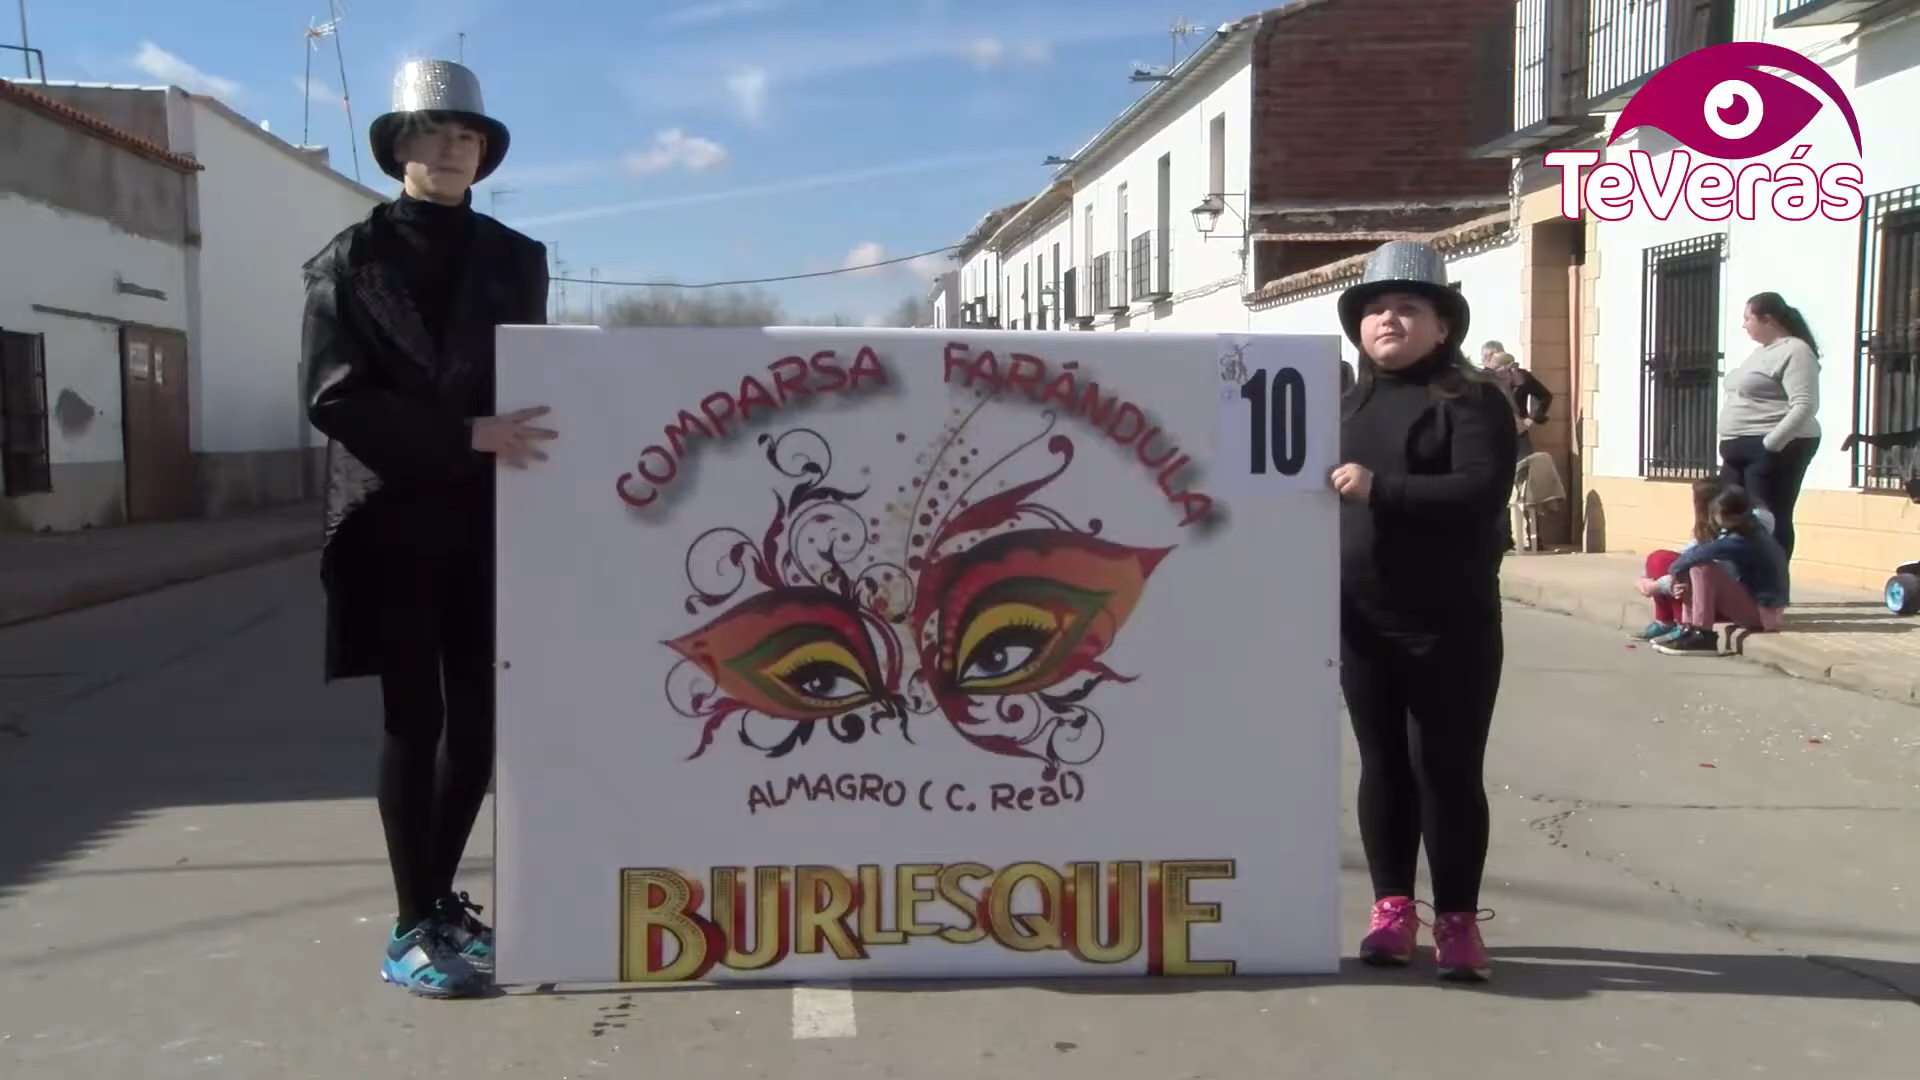 TeVerás
COMPARSA FARÁNDULA
10
ALMAGRO ( C. Real)
BURLESQUE